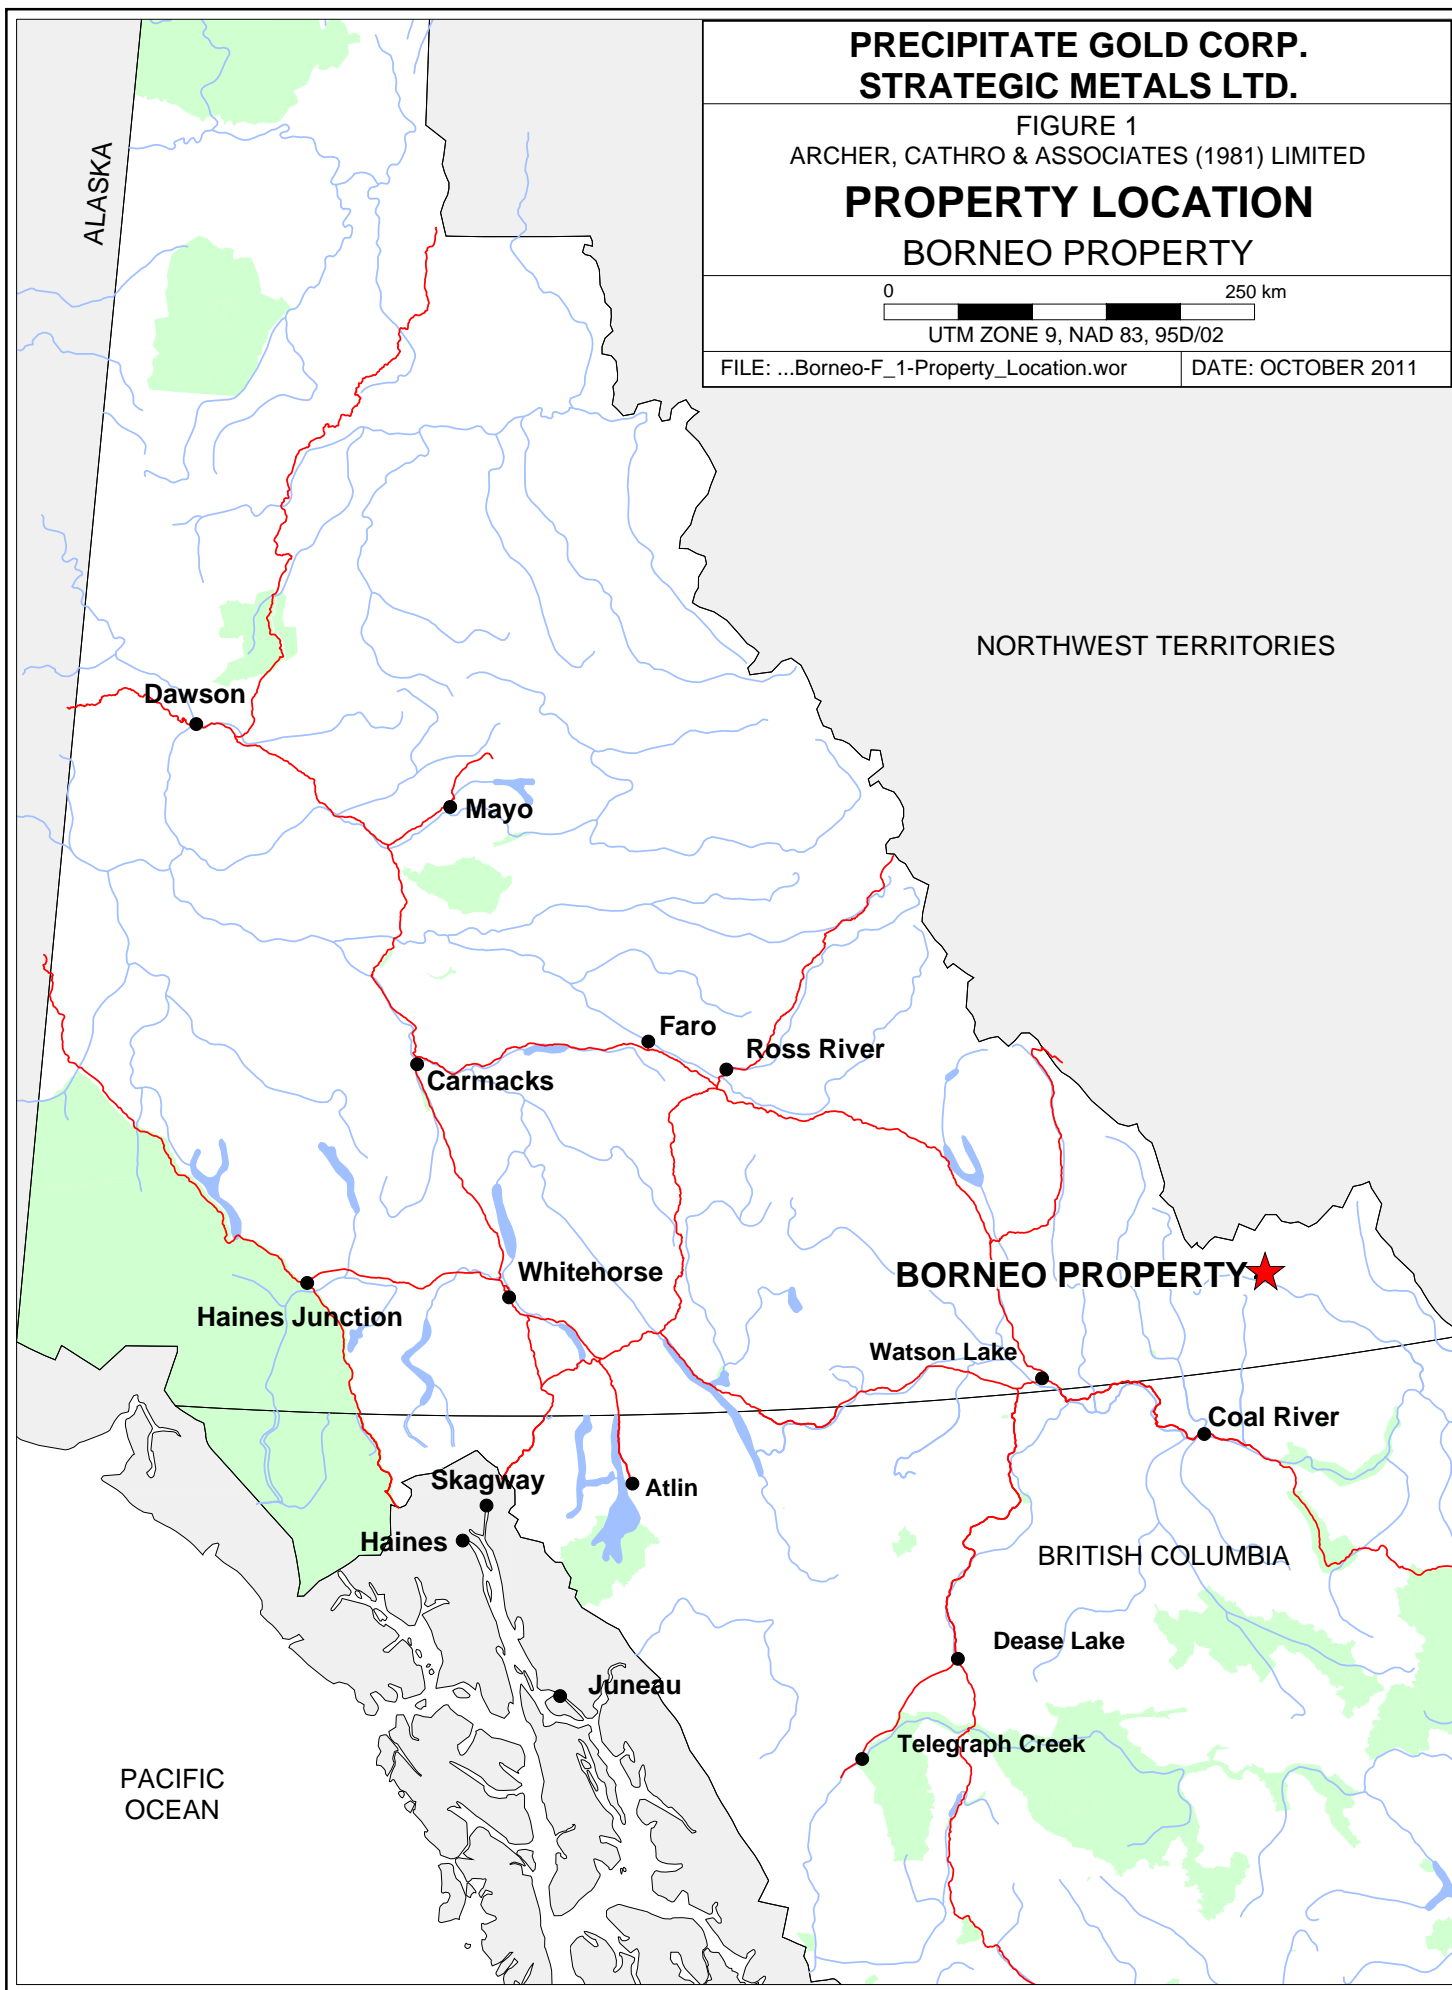 PRECIPITATE GOLD CORP.
STRATEGIC METALS LTD.
FIGURE 1
ARCHER, CATHRO & ASSOCIATES (1981) LIMITED
PROPERTY LOCATION
BORNEO PROPERTY
0 250 km
UTM ZONE 9, NAD 83, 95D/02
FILE: ...Borneo-F_1-Property_Location.wor DATE: OCTOBER 2011
ALASKA
NORTHWEST TERRITORIES
Dawson
Mayo
Faro
Ross River
Carmacks
Whitehorse
BORNEO PROPERTY
Haines Junction
Watson Lake
Coal River
Skagway
Atlin
Haines
BRITISH COLUMBIA
Dease Lake
Juneau
Telegraph Creek
PACIFIC
OCEAN